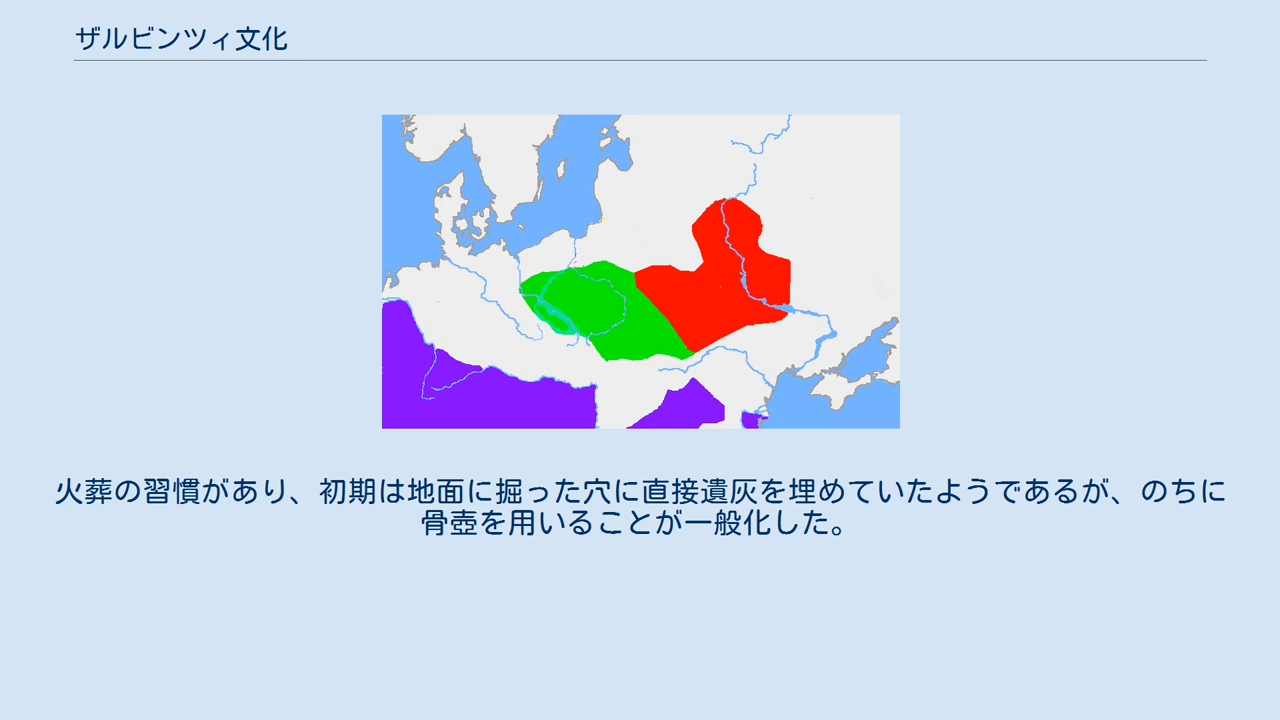 ザルビンツィ文化
火葬の習慣があり、初期は地面に掘った穴に直接遺灰を埋めていたようであるが、のちに
骨壺を用いることが一般化した。